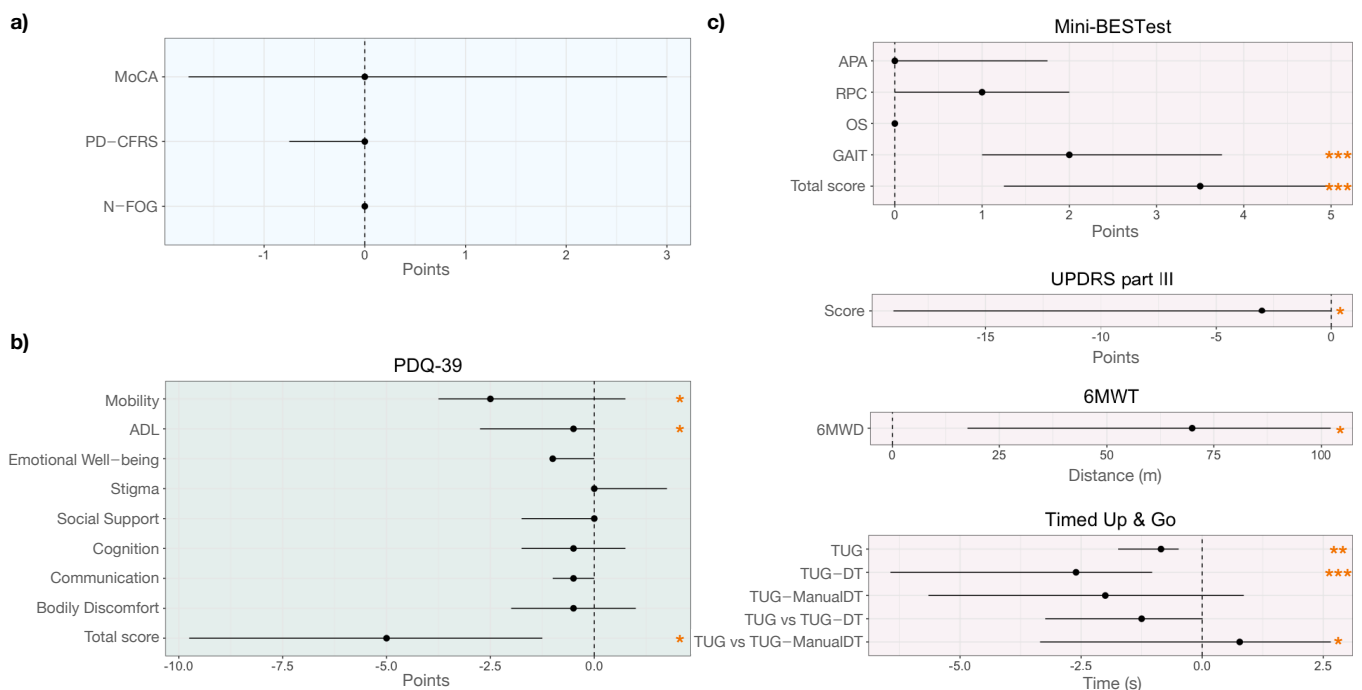 a)
MoCA
PD−CFRS
N−FOG
-1 0 1 2 3
Points
b)
PDQ-39
Mobility *
ADL *
Emotional Well−being
Stigma
Social Support
Cognition
Communication
Bodily Discomfort
Total score *
-10.0 -7.5 -5.0 -2.5 0.0
Points
c)
Mini-BESTest
APA
RPC
OS
GAIT ***
Total score ***
0 1 2 3 4 5
Points
UPDRS part III
Score *
-15 -10 -5 0
Points
6MWT
6MWD *
0 25 50 75 100
Distance (m)
Timed Up & Go
TUG **
TUG−DT ***
TUG−ManualDT
TUG vs TUG−DT
TUG vs TUG−ManualDT *
-5.0 -2.5 0.0 2.5
Time (s)